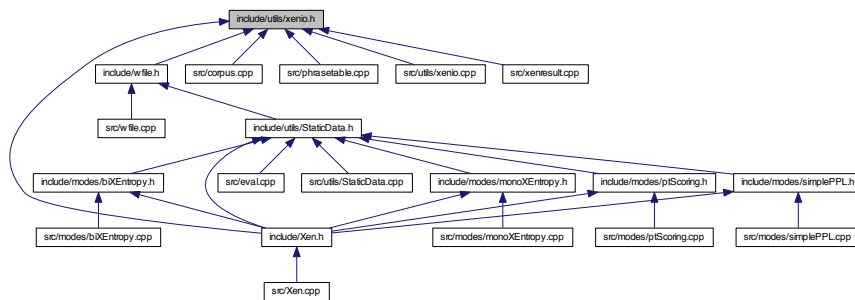 include/utils/xenio.h
include/wfile.h
src/corpus.cpp
src/phrasetable.cpp
src/utils/xenio.cpp
src/xenresult.cpp
src/wfile.cpp
include/utils/StaticData.h
include/modes/biXEntropy.h
src/eval.cpp
src/utils/StaticData.cpp
include/modes/monoXEntropy.h
include/modes/ptScoring.h
include/modes/simplePPL.h
src/modes/biXEntropy.cpp
include/Xen.h
src/modes/monoXEntropy.cpp
src/modes/ptScoring.cpp
src/modes/simplePPL.cpp
src/Xen.cpp